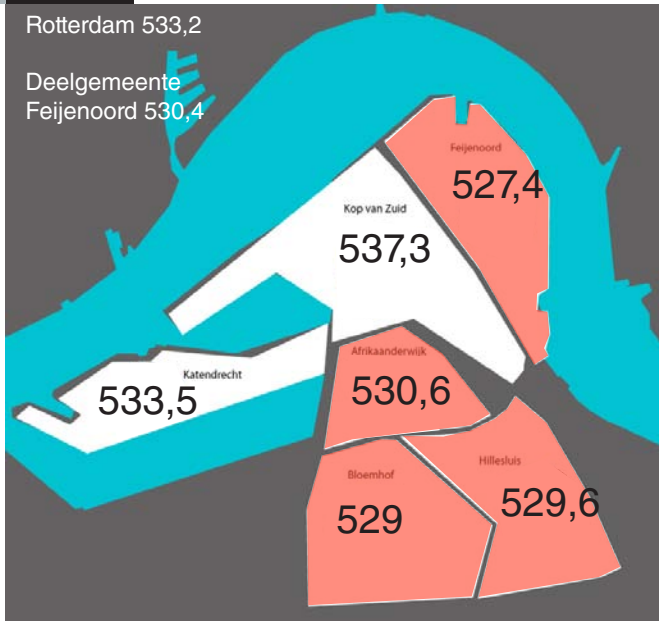 Rotterdam 533,2
Deelgemeente
Feijenoord 530,4
Feijenoord
527,4
Kop van Zuid
537,3
Afrikaanderwijk
530,6
Katendrecht
533,5
Bloemhof
529
Hillesluis
529,6